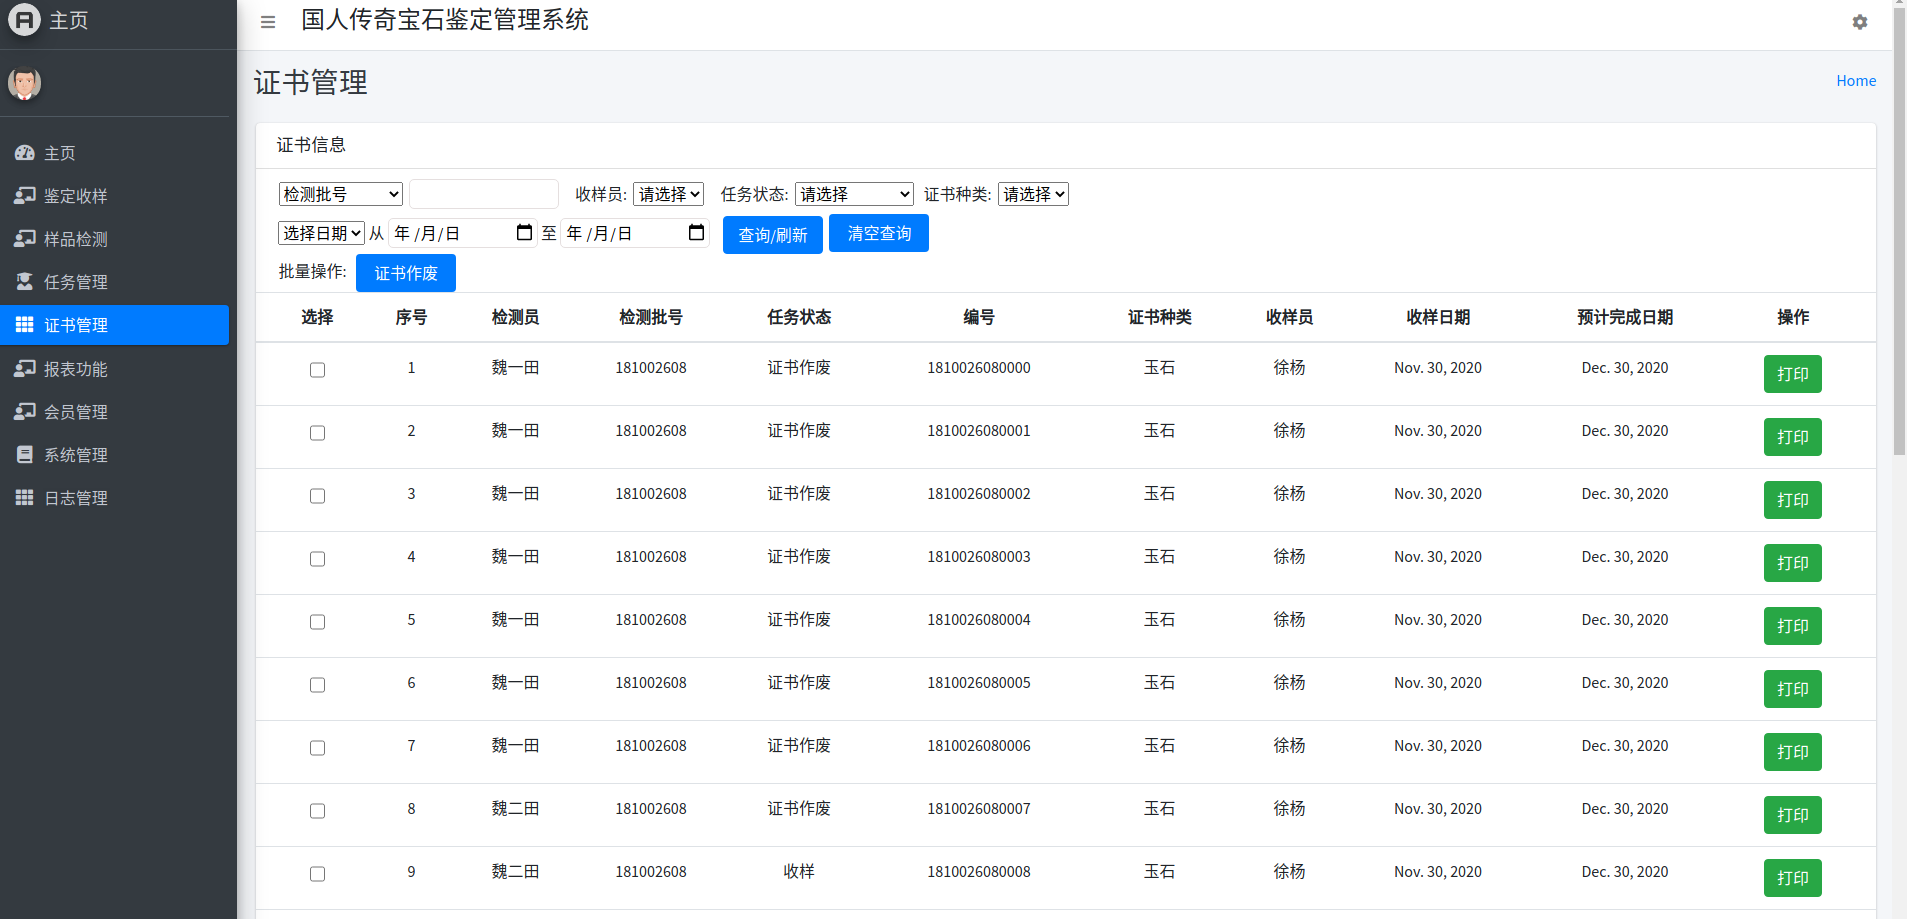 主页
国人传奇宝石鉴定管理系统
证书管理
Home
主页
鉴定收样
样品检测
任务管理
证书管理
报表功能
会员管理
系统管理
日志管理
证书信息
检测批号 收样员: 请选择 任务状态: 请选择 证书种类: 请选择
选择日期 从 年 /月/日 至 年 /月/日 查询/刷新 清空查询
批量操作: 证书作废
选择 序号 检测员 检测批号 任务状态 编号 证书种类 收样员 收样日期 预计完成日期 操作
1 魏一田 181002608 证书作废 1810026080000 玉石 徐杨 Nov. 30, 2020 Dec. 30, 2020 打印
2 魏一田 181002608 证书作废 1810026080001 玉石 徐杨 Nov. 30, 2020 Dec. 30, 2020 打印
3 魏一田 181002608 证书作废 1810026080002 玉石 徐杨 Nov. 30, 2020 Dec. 30, 2020 打印
4 魏一田 181002608 证书作废 1810026080003 玉石 徐杨 Nov. 30, 2020 Dec. 30, 2020 打印
5 魏一田 181002608 证书作废 1810026080004 玉石 徐杨 Nov. 30, 2020 Dec. 30, 2020 打印
6 魏一田 181002608 证书作废 1810026080005 玉石 徐杨 Nov. 30, 2020 Dec. 30, 2020 打印
7 魏一田 181002608 证书作废 1810026080006 玉石 徐杨 Nov. 30, 2020 Dec. 30, 2020 打印
8 魏二田 181002608 证书作废 1810026080007 玉石 徐杨 Nov. 30, 2020 Dec. 30, 2020 打印
9 魏二田 181002608 收样 1810026080008 玉石 徐杨 Nov. 30, 2020 Dec. 30, 2020 打印